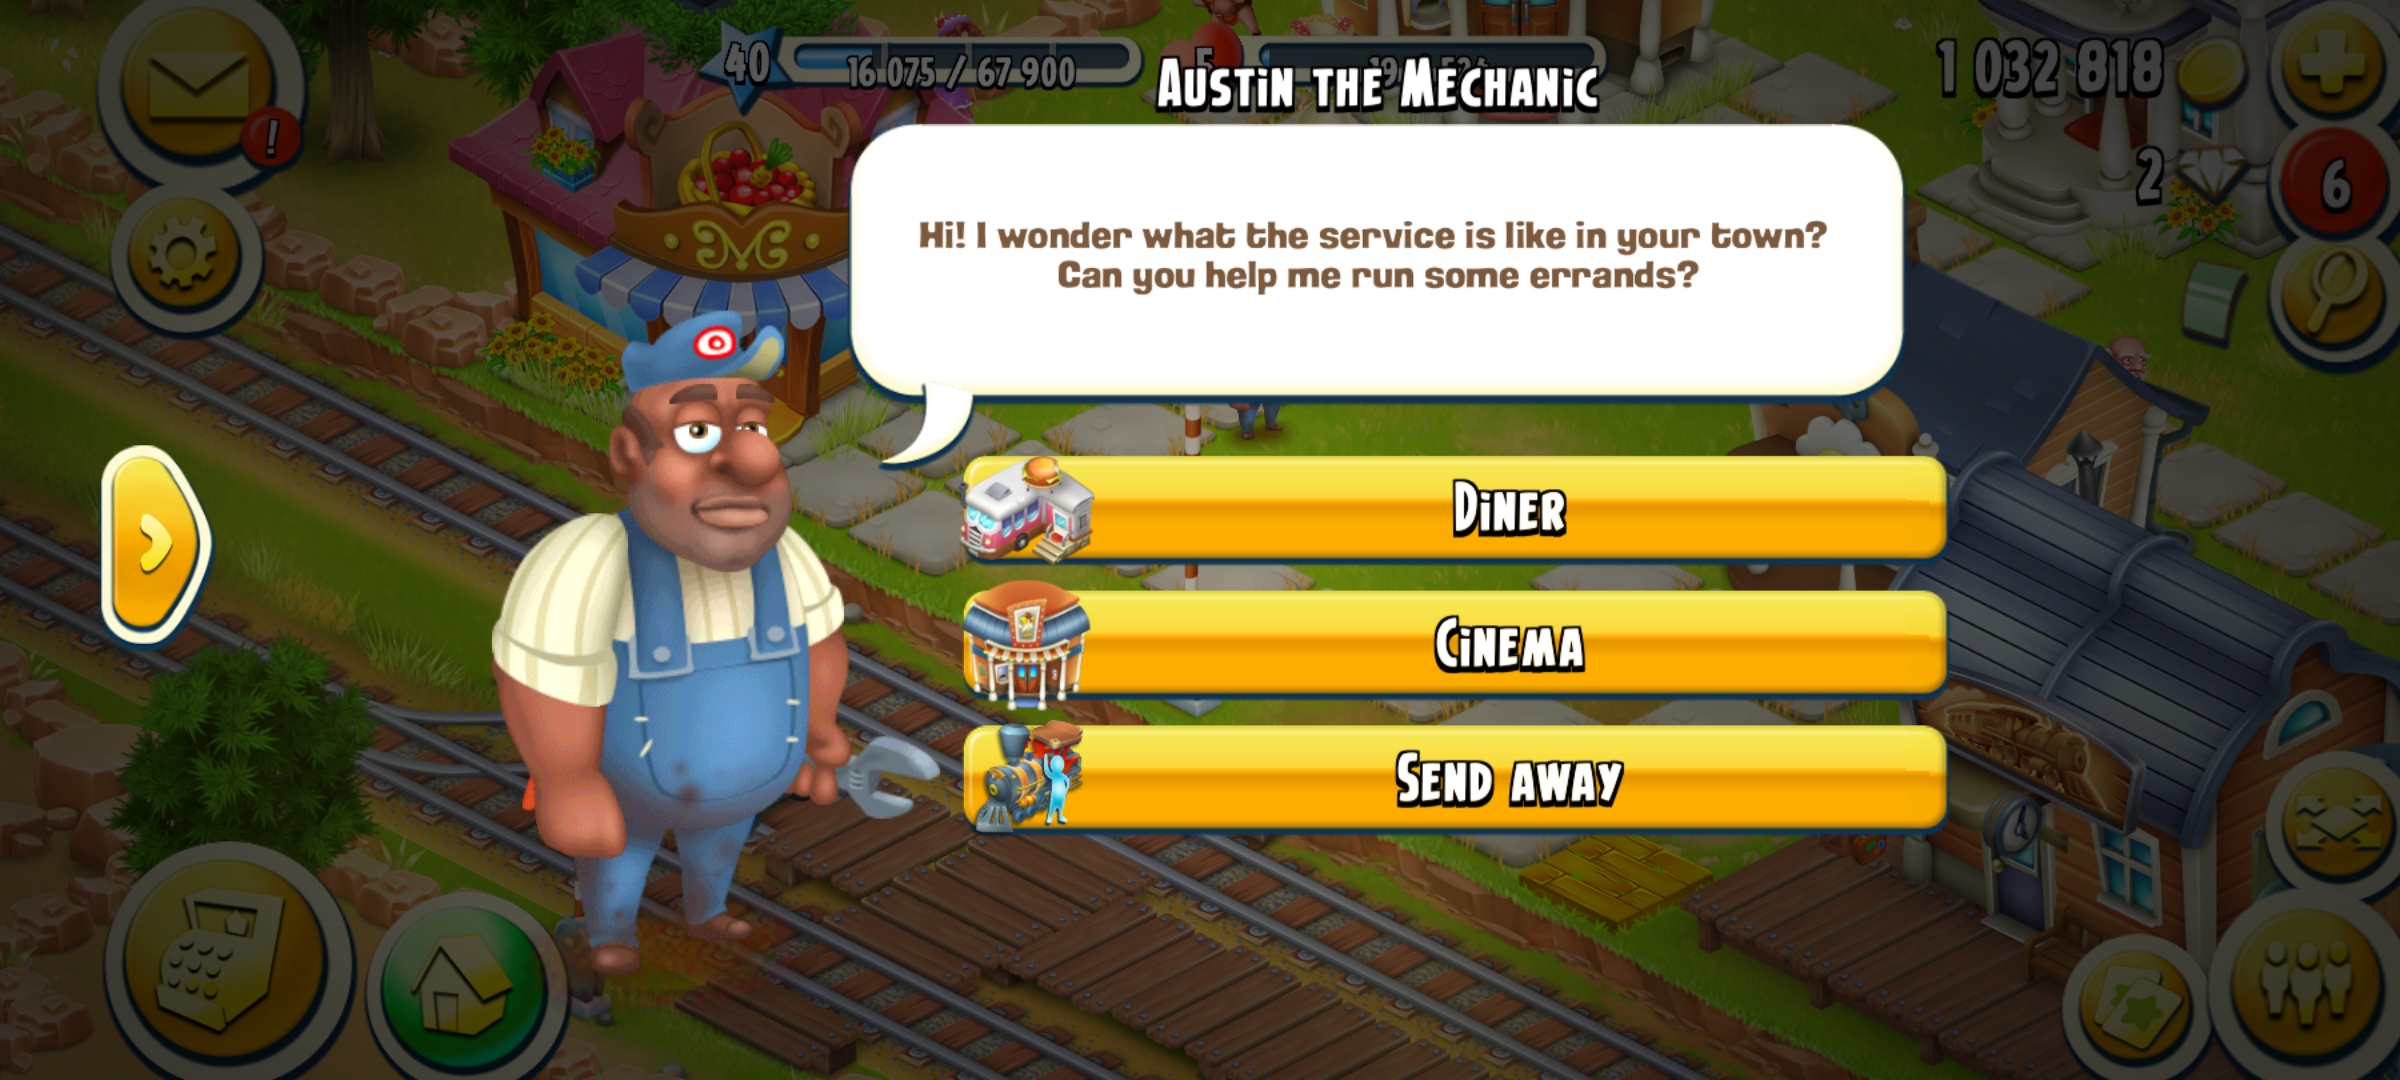 40
16 075 / 67 900
5
1 032 818
Austin the Mechanic
!
2
6
Hi! I wonder what the service is like in your town?
Can you help me run some errands?
Diner
Cinema
Send away